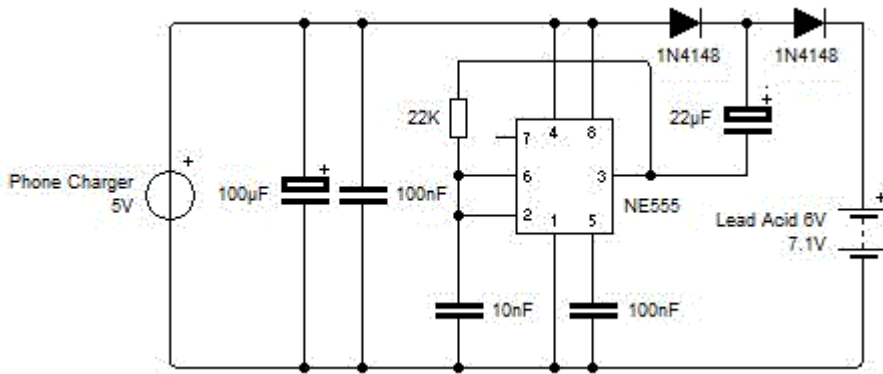 1N4148
1N4148
22K
22µF
7
4
8
6
3
2
1
5
NE555
Phone Charger
5V
+
100µF
+
100nF
+
Lead Acid 6V
7.1V
+
10nF
100nF